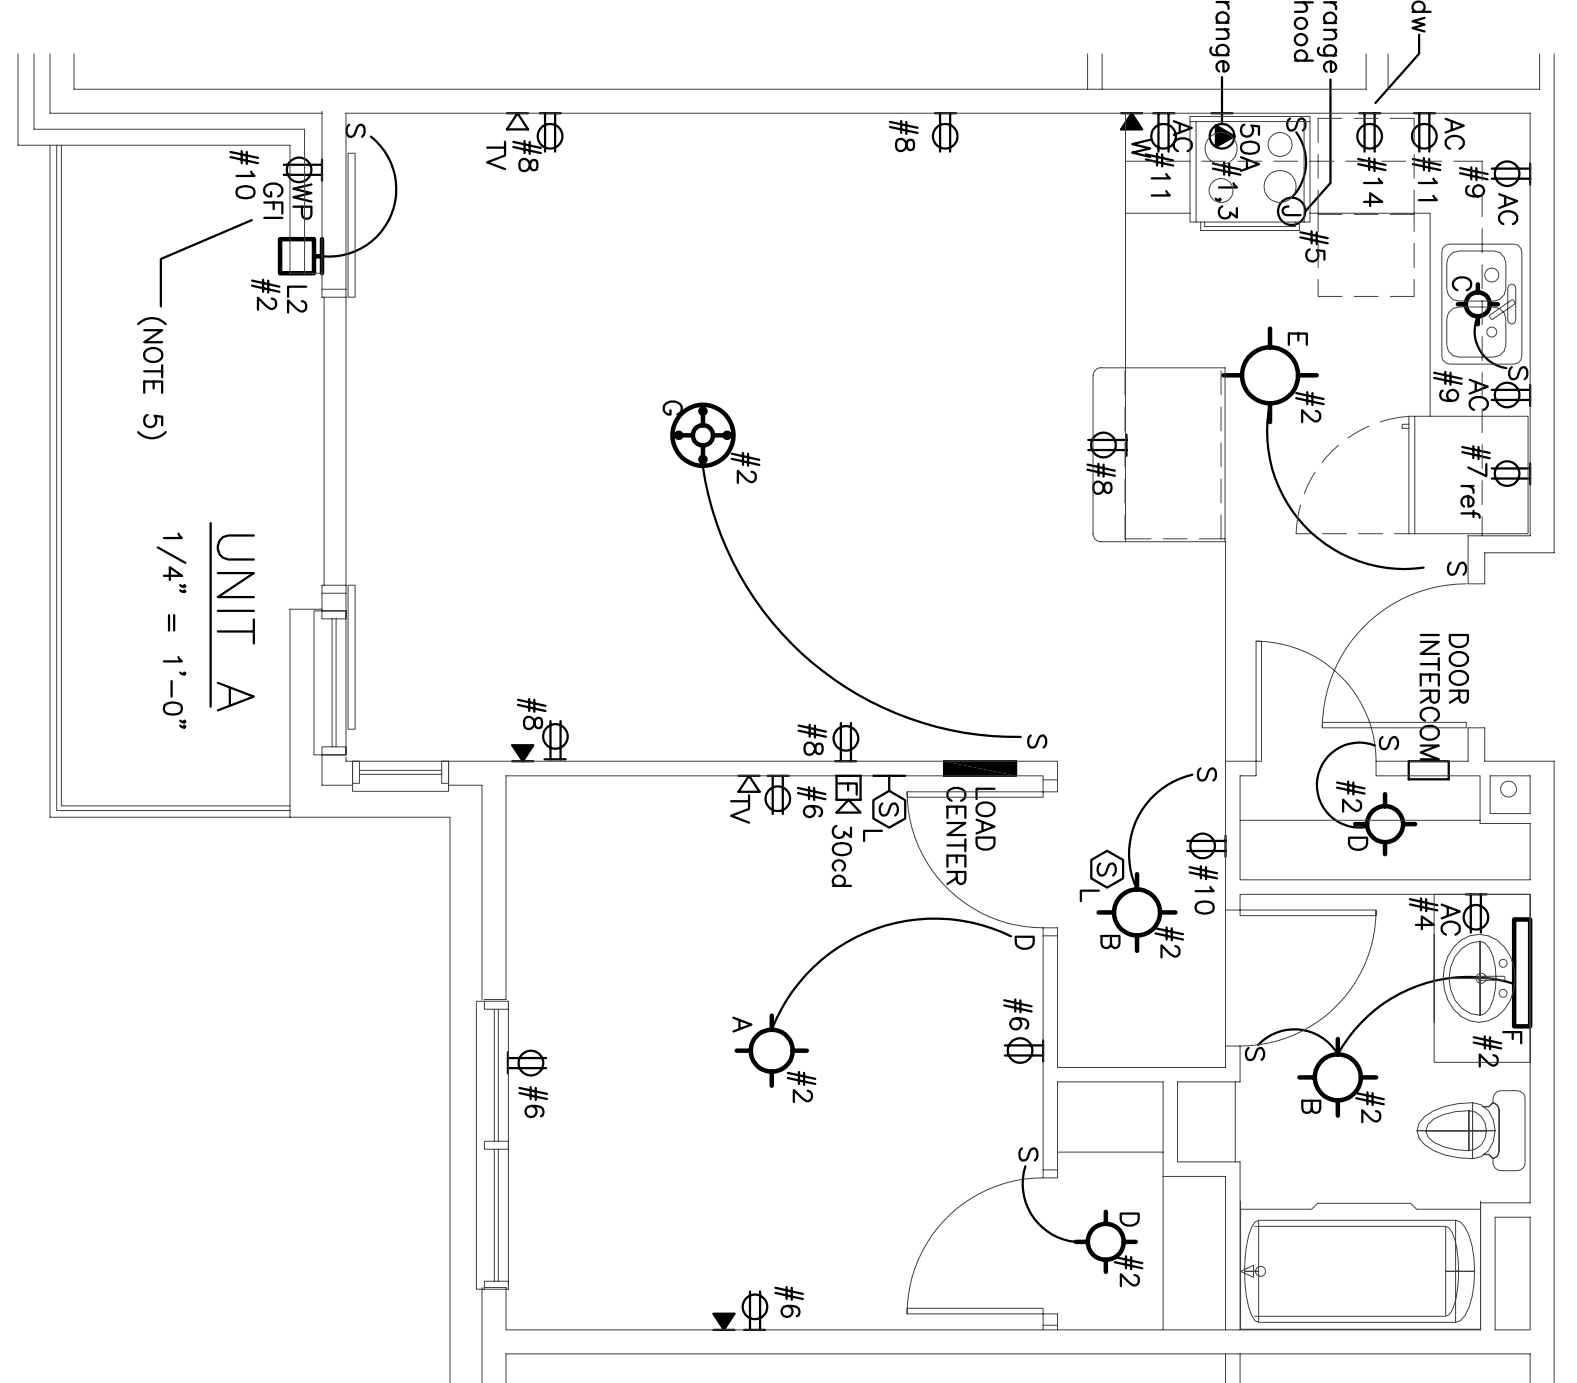 dw
range
hood
range
S
#8
TV
#8
AC
W
#11
50A
#1,3
S
J
#5
#14
AC
#11
#9
AC
C
S
#9
AC
#7 ref
#10
GFI
WP
L2
#2
(NOTE 5)
E
#2
G
#2
#8
S
UNIT A
1/4" = 1'-0"
DOOR
INTERCOM
S
#2
D
#8
#8
S
TV
#6
F
30cd
S
L
LOAD
CENTER
S
S
L
#10
B
#2
AC
#4
F
#2
S
B
#2
D
A
#2
#6
#6
S
D
#2
#6